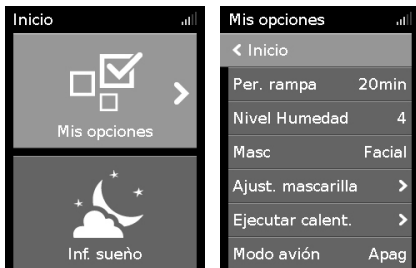 Inicio
Mis opciones
Inf. sueño
Mis opciones
Inicio
Per. rampa 20min
Nivel Humedad 4
Masc Facial
Ajust. mascarilla
Ejecutar calent.
Modo avión Apag